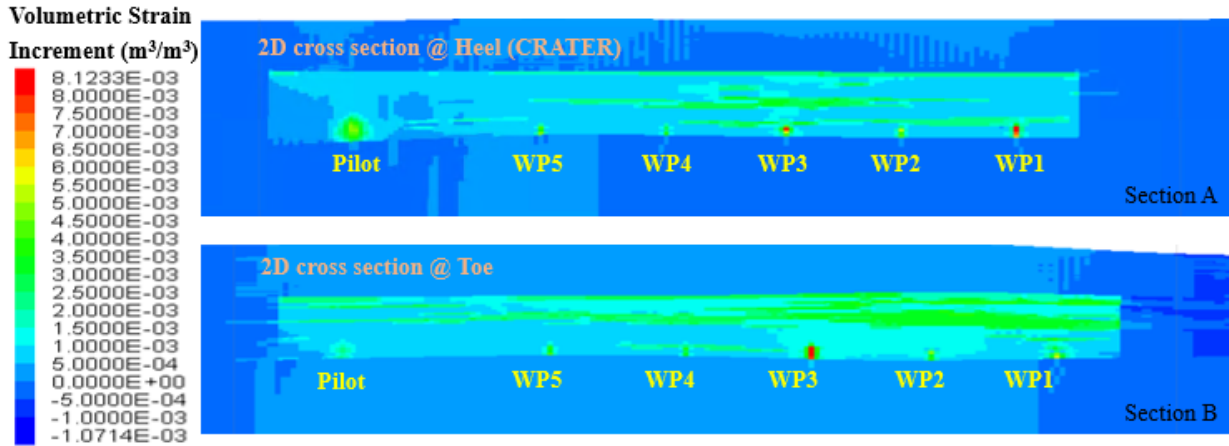 Volumetric Strain
Increment (m³/m³)
8.1233E-03
8.0000E-03
7.5000E-03
7.0000E-03
6.5000E-03
6.0000E-03
5.5000E-03
5.0000E-03
4.5000E-03
4.0000E-03
3.5000E-03
3.0000E-03
2.5000E-03
2.0000E-03
1.5000E-03
1.0000E-03
5.0000E-04
0.0000E+00
-5.0000E-04
-1.0000E-03
-1.0714E-03
2D cross section @ Heel (CRATER)
Pilot WP5 WP4 WP3 WP2 WP1
Section A
2D cross section @ Toe
Pilot WP5 WP4 WP3 WP2 WP1
Section B